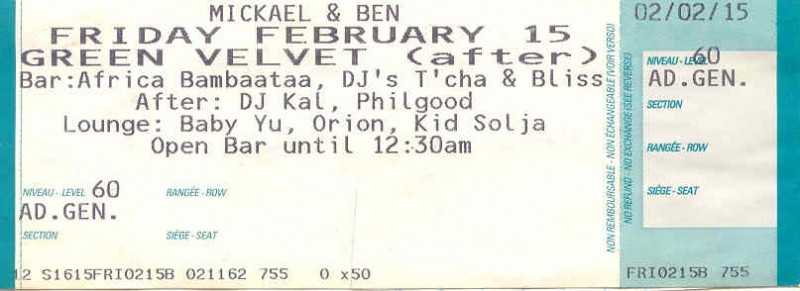 MICKAEL & BEN
FRIDAY FEBRUARY 15
GREEN VELVET (after)
Bar:Africa Bambaataa, DJ's T'cha & Bliss
After: DJ Kal, Philgood
Lounge: Baby Yu, Orion, Kid Solja
Open Bar until 12:30am
NIVEAU - LEVEL 60
RANGÉE - ROW
AD.GEN.
SECTION
SIÈGE - SEAT
12 S1615FRI0215B 021162 755 0 x50
NON REMBOURSABLE - NON ÉCHANGEABLE (VOIR VERSO)
NO REFUND - NO EXCHANGE (SEE REVERSE)
02/02/15
NIVEAU - LEVEL 60
AD.GEN.
SECTION
RANGÉE - ROW
SIÈGE - SEAT
FRI0215B 755